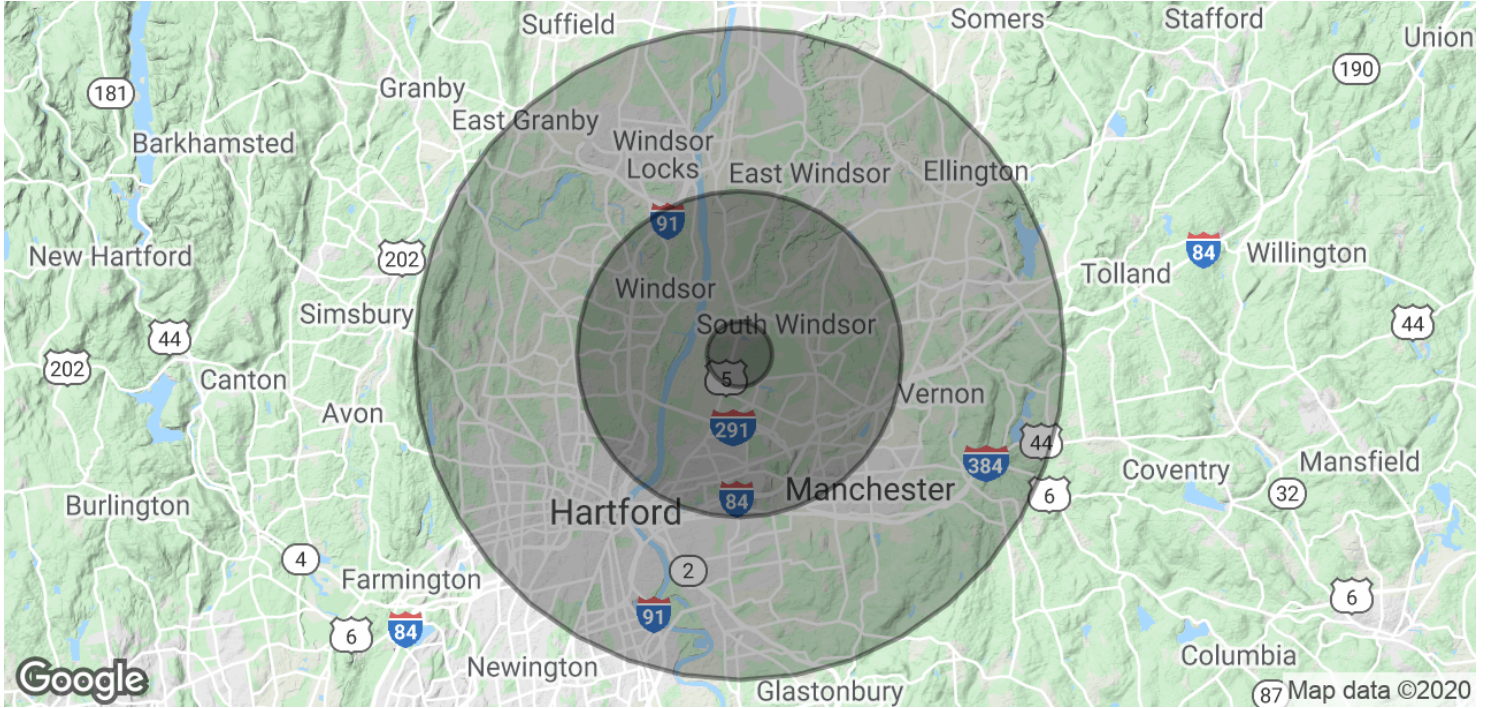 Suffield
Somers
Stafford
Union
181
190
Granby
East Granby
Barkhamsted
Windsor
Locks
East Windsor
Ellington
91
202
New Hartford
84
Willington
Tolland
Windsor
Simsbury
South Windsor
44
44
202
Canton
5
Vernon
Avon
291
44
384
Coventry
Mansfield
Burlington
Hartford
84
Manchester
6
32
4
2
Farmington
91
6
84
6
Newington
Columbia
Google
Glastonbury
87
Map data ©2020